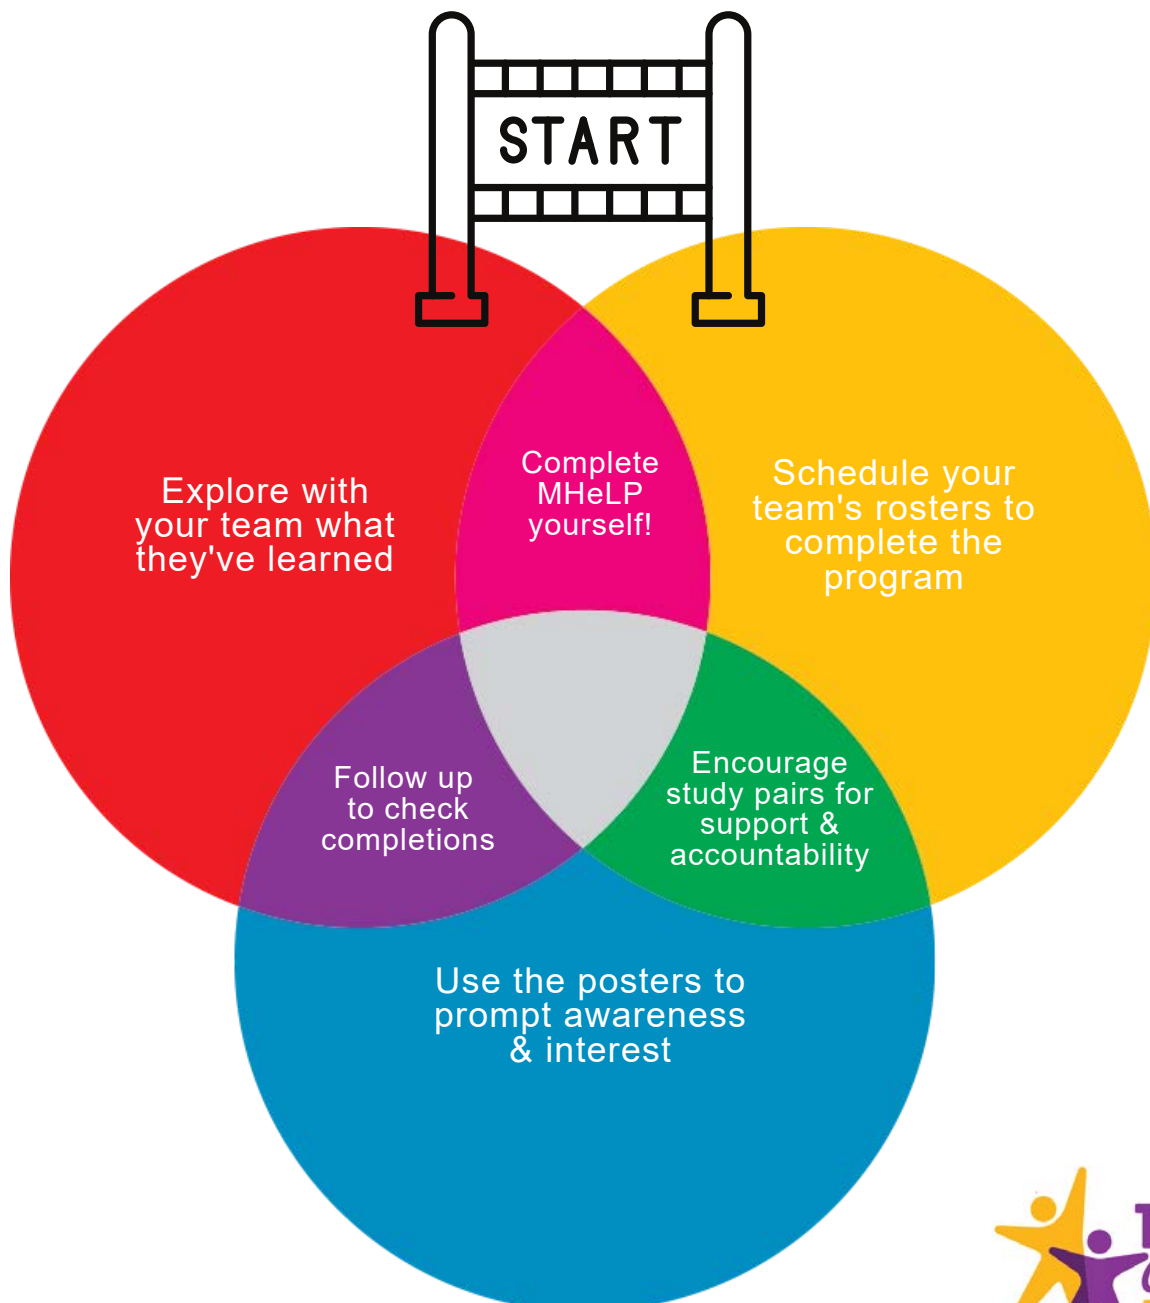 START
Complete
MHeLP
yourself!
Schedule your
team's rosters to
complete the
program
Encourage
study pairs for
support &
accountability
Use the posters to
prompt awareness
& interest
Follow up
to check
completions
Explore with
your team what
they've learned